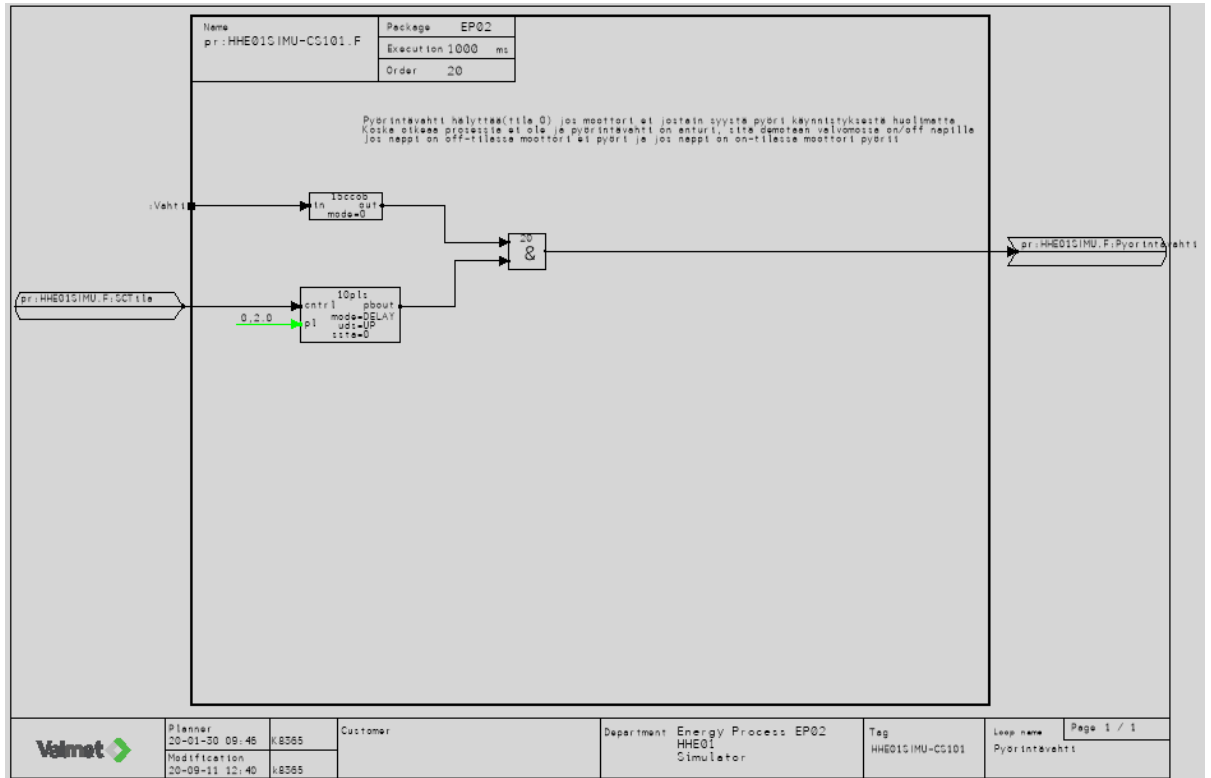 Name
pr:HHE01SIMU-CS101.F
Package EP02
Execution 1000 ms
Order 20
Pyörintävahti hälyttää(tila 0) jos moottori ei jostain syystä pyöri käynnistyksestä huolimatta
Koska oikeaa prosessia ei ole ja pyörintävahti on anturi, sitä demotaan valvomossa on/off napilla
Jos nappi on off-tilassa moottori ei pyöri ja jos nappi on on-tilassa moottori pyörii
:Vahti
15ccob
in out
mode=0
20
&
pr:HHE01SIMU.F:Pyorintävahti
pr:HHE01SIMU.F:SCTila
10pls
cntrl pbout
mode=DELAY
0,2.0
pl
uds=UP
ssta=0
Valmet
Planner
20-01-30 09:46 K8365
Modification
20-09-11 12:40 k8365
Customer
Department Energy Process EP02
HHE01
Simulator
Tag
HHE01SIMU-CS101
Loop name
Pyörintävahti
Page 1 / 1